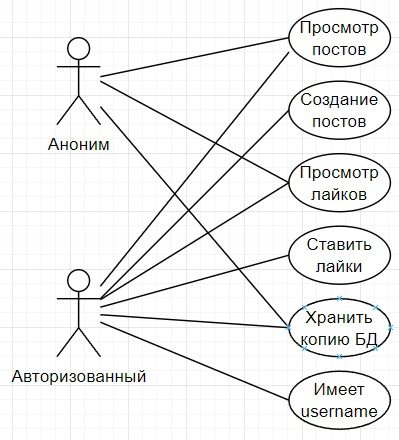 Просмотр
постов
Создание
постов
Аноним
Просмотр
лайков
Ставить
лайки
Хранить
копию БД
Авторизованный
Имеет
username